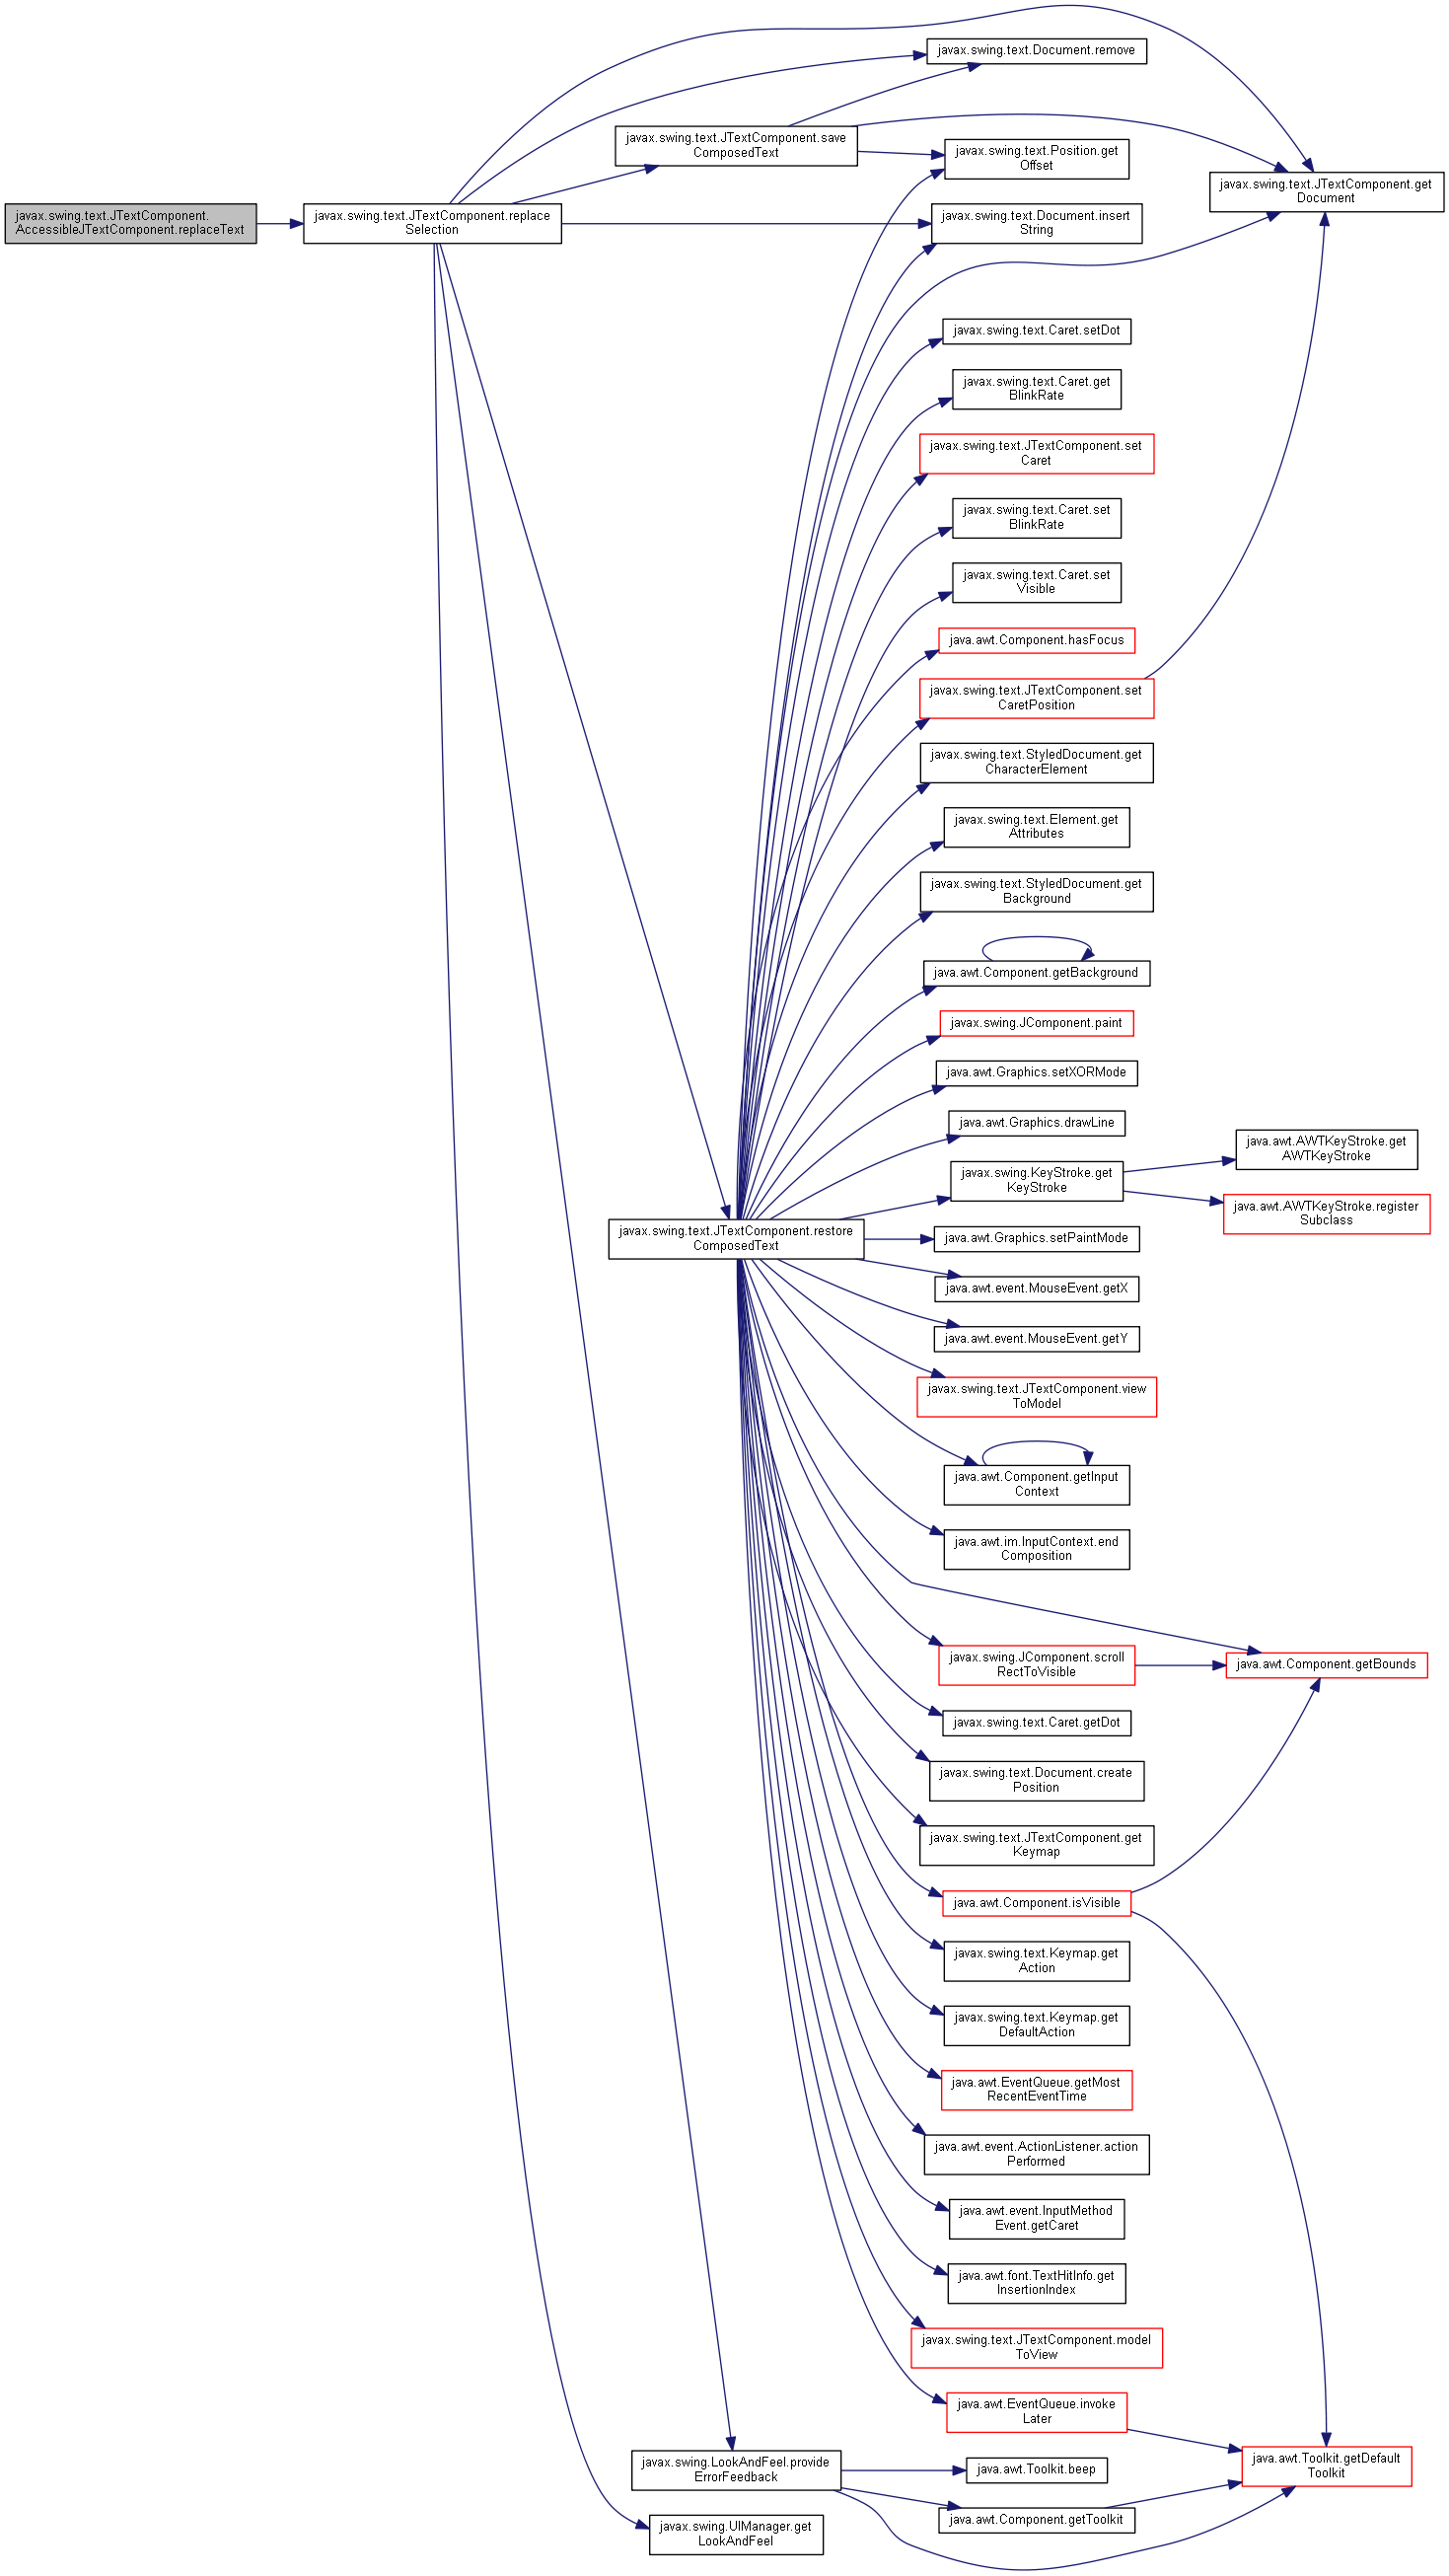 javax.swing.text.JTextComponent.
AccessibleJTextComponent.replaceText
javax.swing.text.JTextComponent.replace
Selection
javax.swing.text.JTextComponent.save
ComposedText
javax.swing.text.JTextComponent.restore
ComposedText
javax.swing.LookAndFeel.provide
ErrorFeedback
javax.swing.UIManager.get
LookAndFeel
javax.swing.text.Document.remove
javax.swing.text.Position.get
Offset
javax.swing.text.Document.insert
String
javax.swing.text.Caret.setDot
javax.swing.text.Caret.get
BlinkRate
javax.swing.text.JTextComponent.set
Caret
javax.swing.text.Caret.set
BlinkRate
javax.swing.text.Caret.set
Visible
java.awt.Component.hasFocus
javax.swing.text.JTextComponent.set
CaretPosition
javax.swing.text.StyledDocument.get
CharacterElement
javax.swing.text.Element.get
Attributes
javax.swing.text.StyledDocument.get
Background
java.awt.Component.getBackground
javax.swing.JComponent.paint
java.awt.Graphics.setXORMode
java.awt.Graphics.drawLine
javax.swing.KeyStroke.get
KeyStroke
java.awt.Graphics.setPaintMode
java.awt.event.MouseEvent.getX
java.awt.event.MouseEvent.getY
javax.swing.text.JTextComponent.view
ToModel
java.awt.Component.getInput
Context
java.awt.im.InputContext.end
Composition
javax.swing.JComponent.scroll
RectToVisible
javax.swing.text.Caret.getDot
javax.swing.text.Document.create
Position
javax.swing.text.JTextComponent.get
Keymap
java.awt.Component.isVisible
javax.swing.text.Keymap.get
Action
javax.swing.text.Keymap.get
DefaultAction
java.awt.EventQueue.getMost
RecentEventTime
java.awt.event.ActionListener.action
Performed
java.awt.event.InputMethod
Event.getCaret
java.awt.font.TextHitInfo.get
InsertionIndex
javax.swing.text.JTextComponent.model
ToView
java.awt.EventQueue.invoke
Later
java.awt.Toolkit.beep
java.awt.Component.getToolkit
javax.swing.text.JTextComponent.get
Document
java.awt.AWTKeyStroke.get
AWTKeyStroke
java.awt.AWTKeyStroke.register
Subclass
java.awt.Component.getBounds
java.awt.Toolkit.getDefault
Toolkit